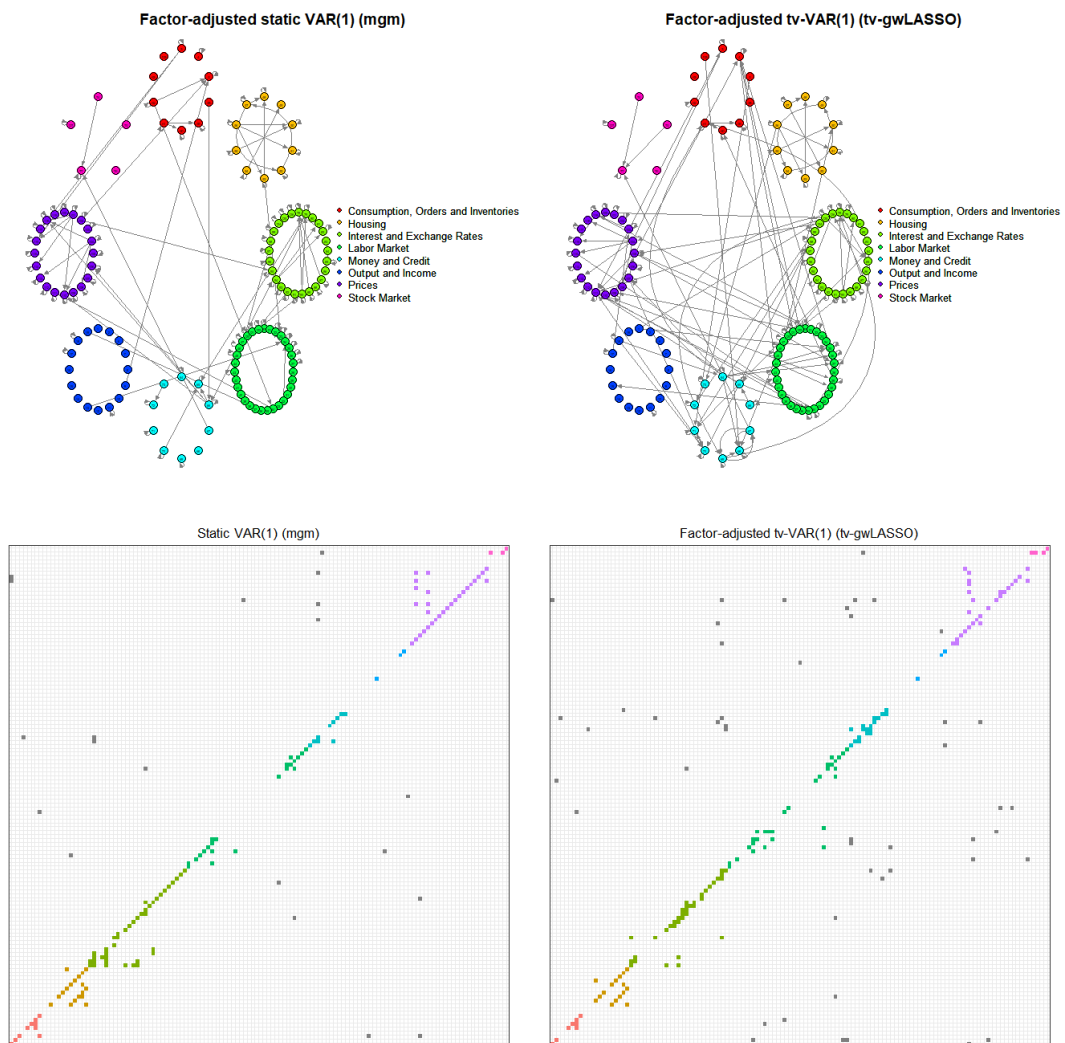 Factor-adjusted static VAR(1) (mgm)
Consumption, Orders and Inventories
Housing
Interest and Exchange Rates
Labor Market
Money and Credit
Output and Income
Prices
Stock Market
Factor-adjusted tv-VAR(1) (tv-gwLASSO)
Consumption, Orders and Inventories
Housing
Interest and Exchange Rates
Labor Market
Money and Credit
Output and Income
Prices
Stock Market
Static VAR(1) (mgm)
Factor-adjusted tv-VAR(1) (tv-gwLASSO)